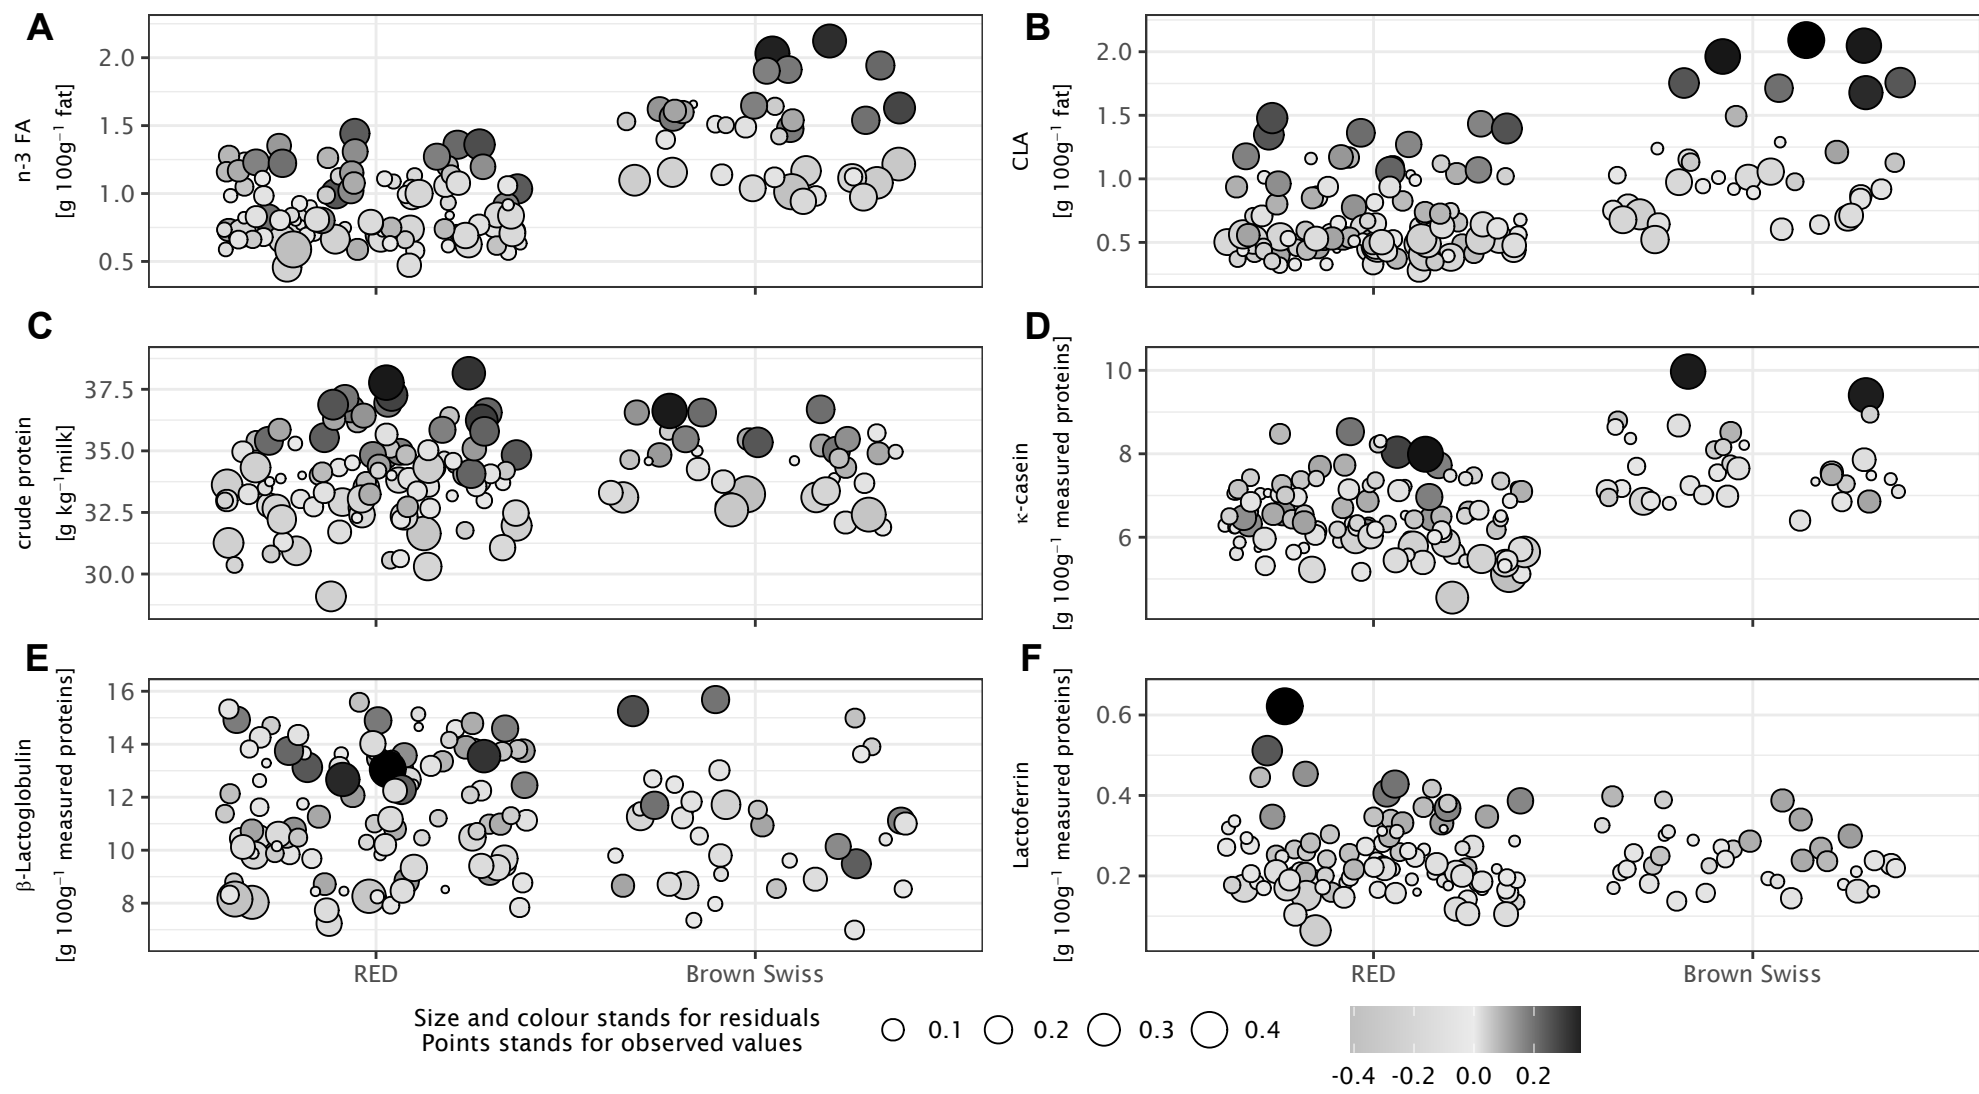 A
n-3 FA
[g 100g⁻¹ fat]
2.0
1.5
1.0
0.5
B
CLA
[g 100g⁻¹ fat]
2.0
1.5
1.0
0.5
C
crude protein
[g kg⁻¹milk]
37.5
35.0
32.5
30.0
D
κ-casein
[g 100g⁻¹ measured proteins]
10
8
6
E
β-Lactoglobulin
[g 100g⁻¹ measured proteins]
16
14
12
10
8
RED
Brown Swiss
F
Lactoferrin
[g 100g⁻¹ measured proteins]
0.6
0.4
0.2
RED
Brown Swiss
Size and colour stands for residuals
Points stands for observed values
0.1 0.2 0.3 0.4
-0.4 -0.2 0.0 0.2